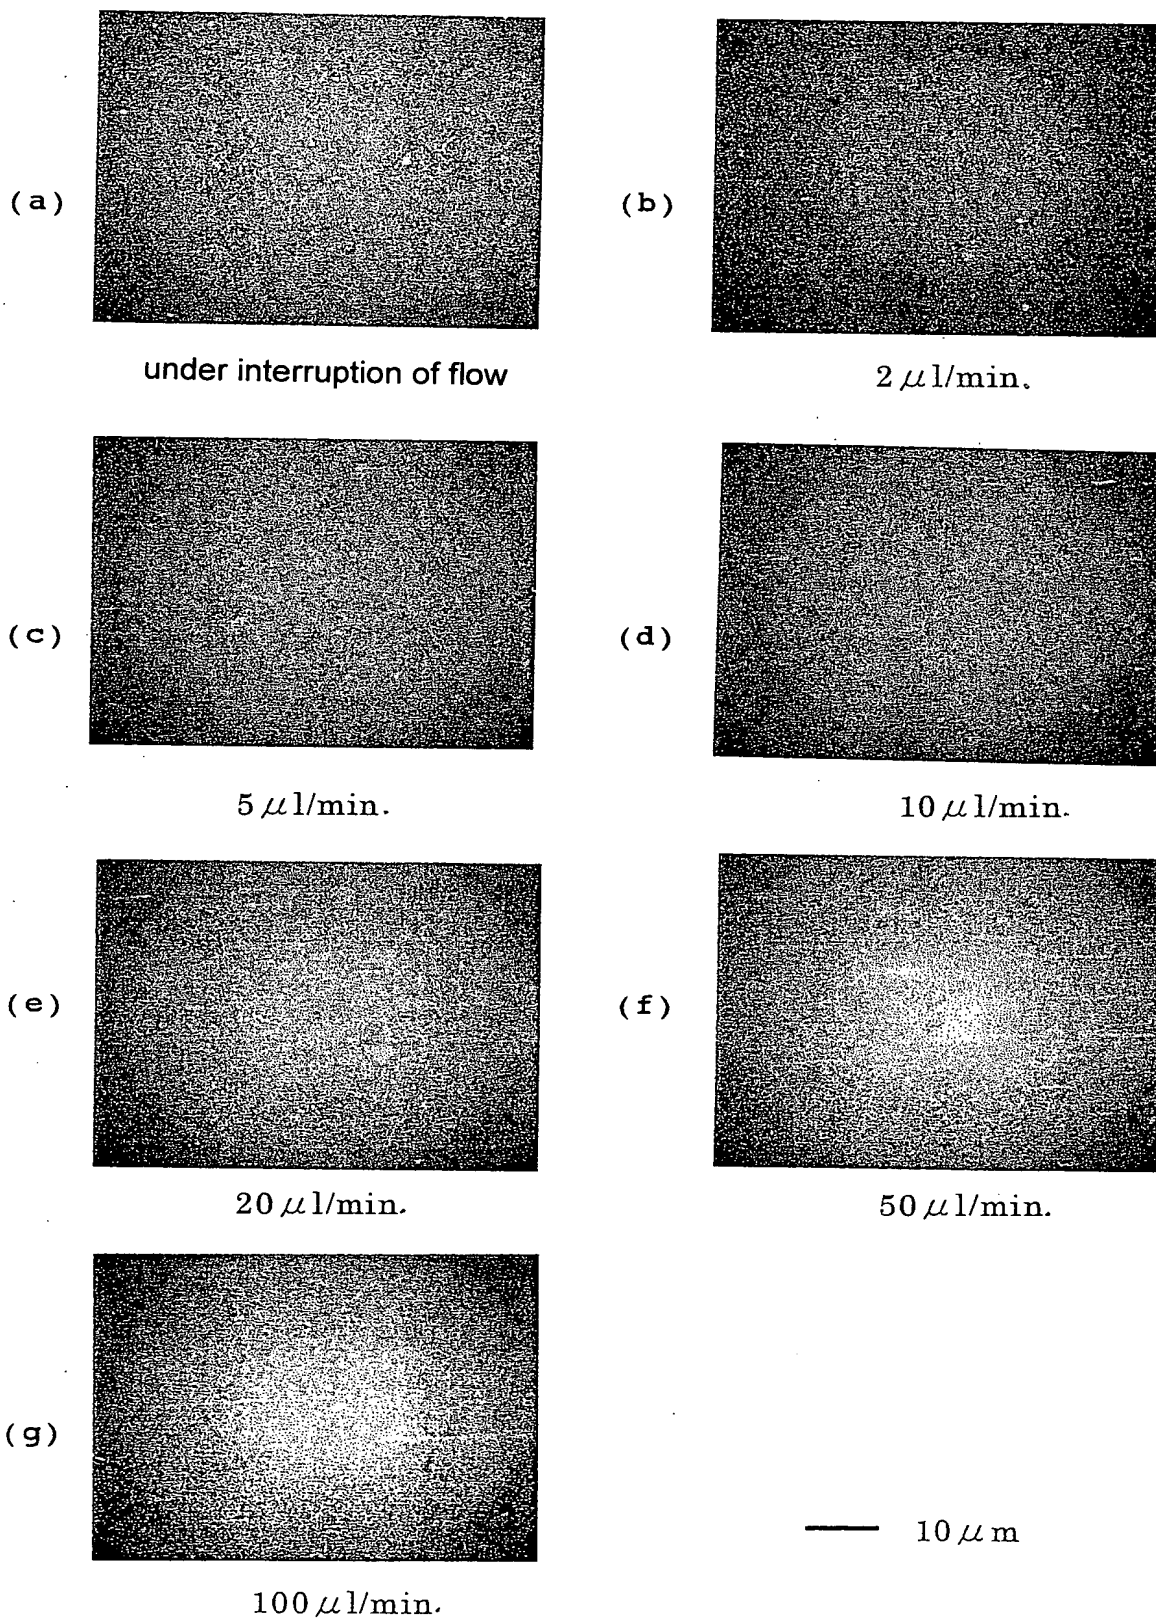 (a)
(b)
under interruption of flow
2 μl/min.
(c)
(d)
5 μl/min.
10 μl/min.
(e)
(f)
20 μl/min.
50 μl/min.
(g)
10 μm
100 μl/min.